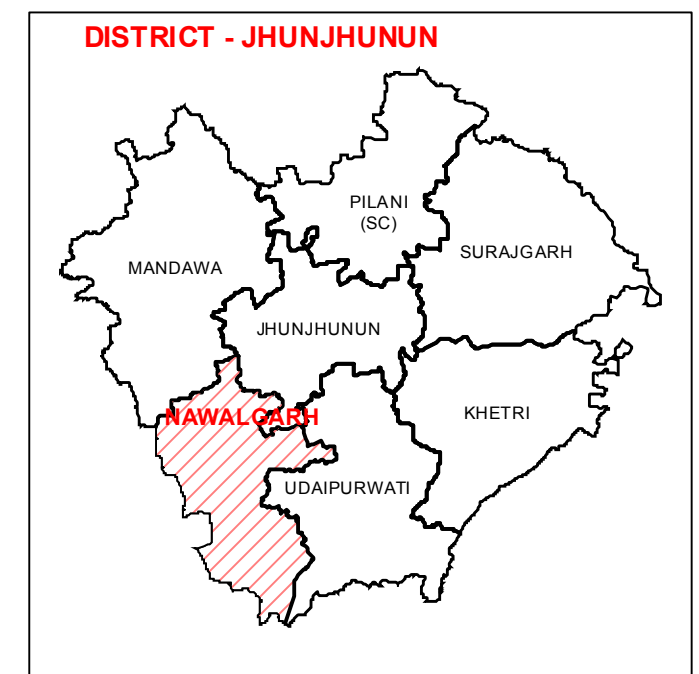 DISTRICT - JHUNJHUNUN
PILANI
(SC)
SURAJGARH
MANDAWA
JHUNJHUNUN
KHETRI
NAWALGARH
UDAIPURWATI